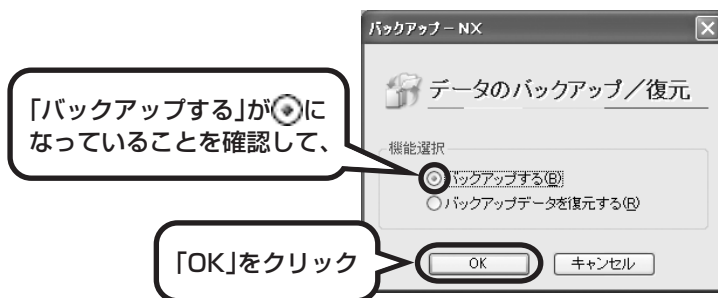 バックアップ－NX
データのバックアップ／復元
「バックアップする」が◉に
なっていることを確認して、
機能選択
バックアップする(B)
バックアップデータを復元する(R)
「OK」をクリック
OK
キャンセル